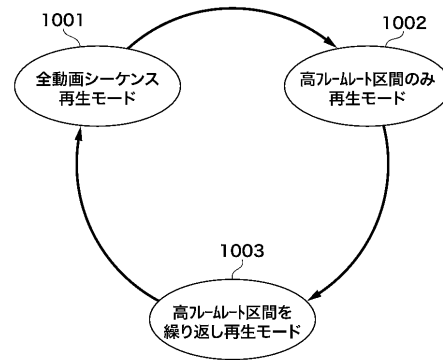 1001
全動画シーケンス
再生モード
1002
高ﾌﾚｰﾑﾚｰﾄ区間のみ
再生モード
1003
高ﾌﾚｰﾑﾚｰﾄ区間を
繰り返し再生モード